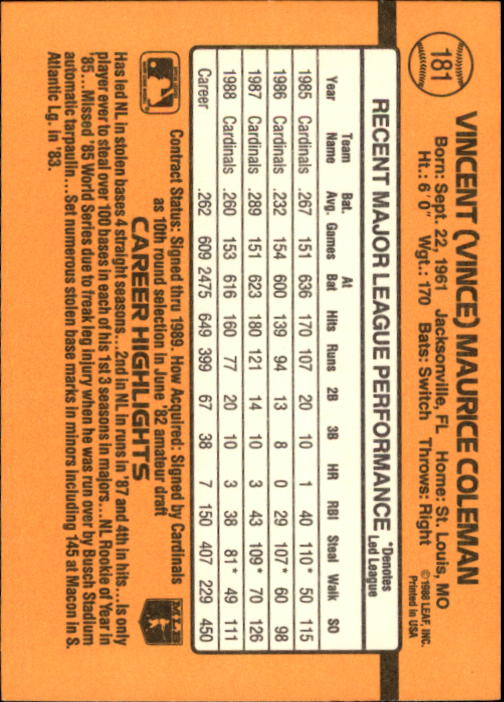 181
VINCENT (VINCE) MAURICE COLEMAN
Born: Sept. 22, 1961 Jacksonville, FL Home: St. Louis, MO
Ht.: 6' 0" Wgt.: 170 Bats: Switch Throws: Right
©1988 LEAF, INC.
Printed in USA
RECENT MAJOR LEAGUE PERFORMANCE
*Denotes
Led League
Year Team Name Bat. Avg. Games At Bat Hits Runs 2B 3B HR RBI Steal Walk SO
1985 Cardinals .267 151 636 170 107 20 10 1 40 110* 50 115
1986 Cardinals .232 154 600 139 94 13 8 0 29 107* 60 98
1987 Cardinals .289 151 623 180 121 14 10 3 43 109* 70 126
1988 Cardinals .260 153 616 160 77 20 10 3 38 81* 49 111
Career .262 609 2475 649 399 67 38 7 150 407 229 450
Contract Status: Signed thru 1989. How Acquired: Signed by Cardinals
as 10th round selection in June '82 amateur draft
CAREER HIGHLIGHTS
Has led NL in stolen bases 4 straight seasons...2nd in NL in runs in '87 and 4th in hits...Is only
player ever to steal over 100 bases in each of his 1st 3 seasons in majors...NL Rookie of Year in
'85...Missed '85 World Series due to freak leg injury when he was run over by Busch Stadium
automatic tarpaulin...Set numerous stolen base marks in minors including 145 at Macon in S.
Atlantic Lg. in '83.